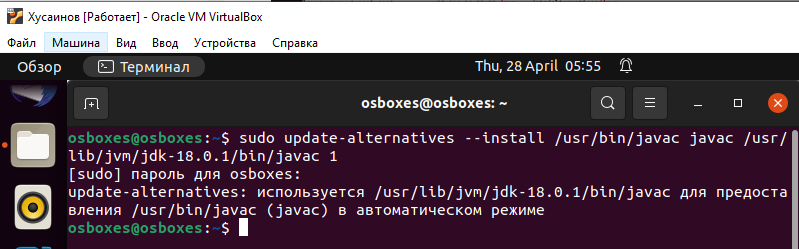 Хусаинов [Работает] - Oracle VM VirtualBox
Файл Машина Вид Ввод Устройства Справка
Обзор Терминал Thu, 28 April 05:55
osboxes@osboxes: ~
osboxes@osboxes:~$ sudo update-alternatives --install /usr/bin/javac javac /usr/
lib/jvm/jdk-18.0.1/bin/javac 1
[sudo] пароль для osboxes:
update-alternatives: используется /usr/lib/jvm/jdk-18.0.1/bin/javac для предоста
вления /usr/bin/javac (javac) в автоматическом режиме
osboxes@osboxes:~$